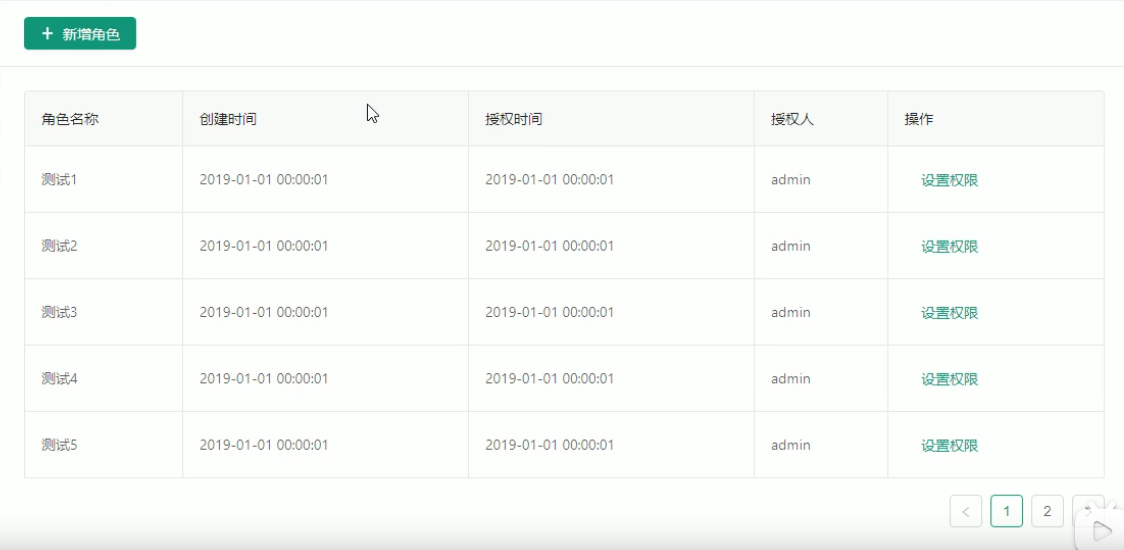 + 新增角色
角色名称 创建时间 授权时间 授权人 操作
测试1 2019-01-01 00:00:01 2019-01-01 00:00:01 admin 设置权限
测试2 2019-01-01 00:00:01 2019-01-01 00:00:01 admin 设置权限
测试3 2019-01-01 00:00:01 2019-01-01 00:00:01 admin 设置权限
测试4 2019-01-01 00:00:01 2019-01-01 00:00:01 admin 设置权限
测试5 2019-01-01 00:00:01 2019-01-01 00:00:01 admin 设置权限
< 1 2 >